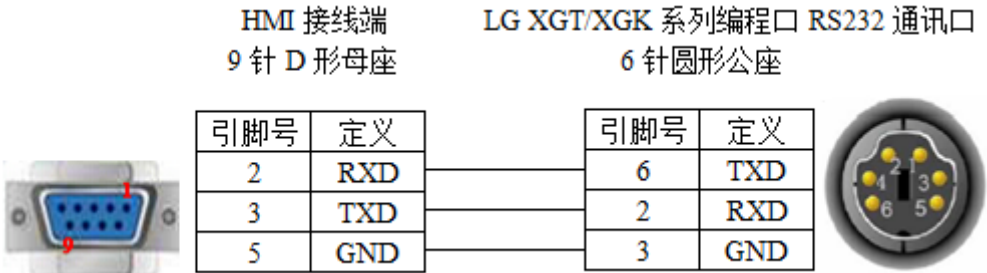 HMI 接线端 LG XGT/XGK 系列编程口 RS232 通讯口
9 针 D 形母座 6 针圆形公座
引脚号 定义 引脚号 定义
2 RXD 6 TXD
3 TXD 2 RXD
5 GND 3 GND
1
9
2 1
4 3
6 5